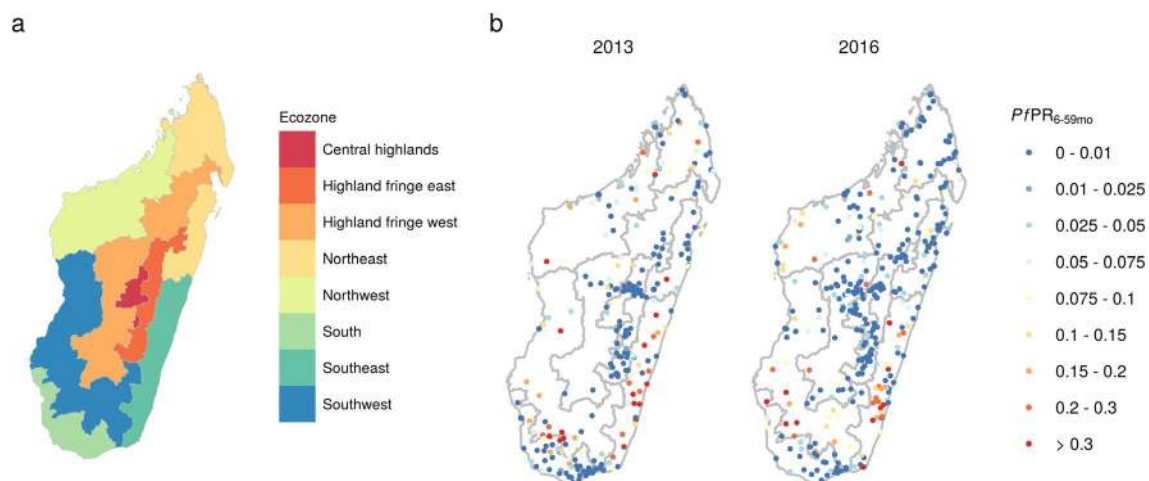 a
b
2013
2016
Ecozone
Central highlands
Highland fringe east
Highland fringe west
Northeast
Northwest
South
Southeast
Southwest
PfPR6-59mo
0 - 0.01
0.01 - 0.025
0.025 - 0.05
0.05 - 0.075
0.075 - 0.1
0.1 - 0.15
0.15 - 0.2
0.2 - 0.3
> 0.3